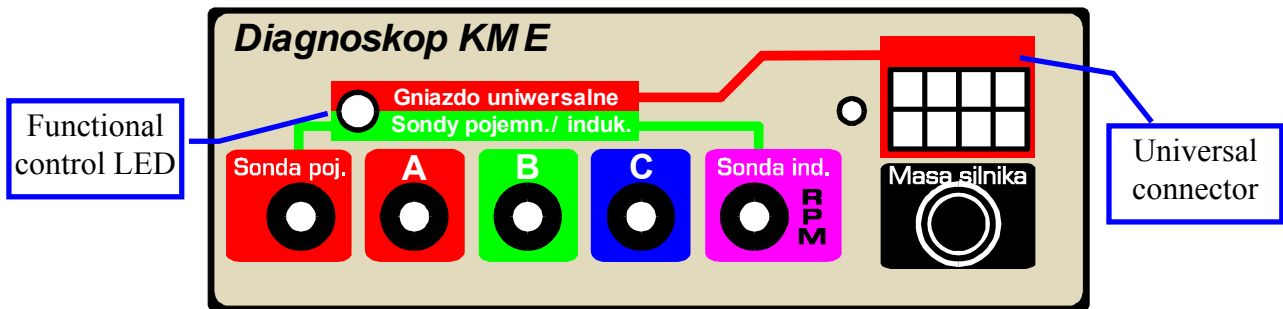 Diagnoskop KME
Gniazdo uniwersalne
Sondy pojemn./ induk.
Functional
control LED
Universal
connector
Sonda poj.
A
B
C
Sonda ind.
RPM
Masa silnika